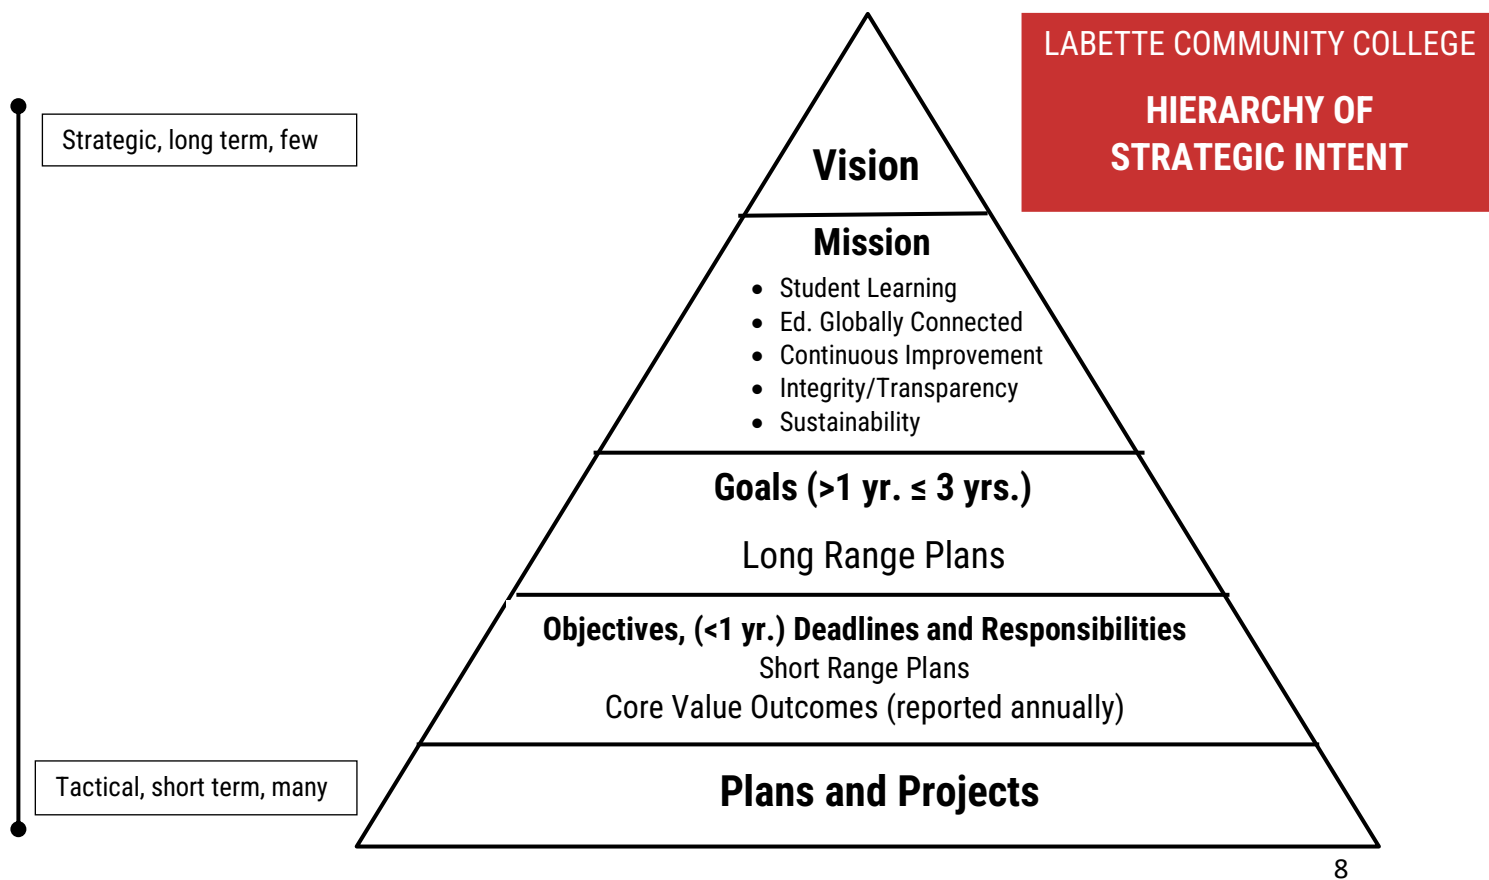 LABETTE COMMUNITY COLLEGE
HIERARCHY OF
STRATEGIC INTENT
Strategic, long term, few
Vision
Mission
• Student Learning
• Ed. Globally Connected
• Continuous Improvement
• Integrity/Transparency
• Sustainability
Goals (>1 yr. ≤ 3 yrs.)
Long Range Plans
Objectives, (<1 yr.) Deadlines and Responsibilities
Short Range Plans
Core Value Outcomes (reported annually)
Tactical, short term, many
Plans and Projects
8